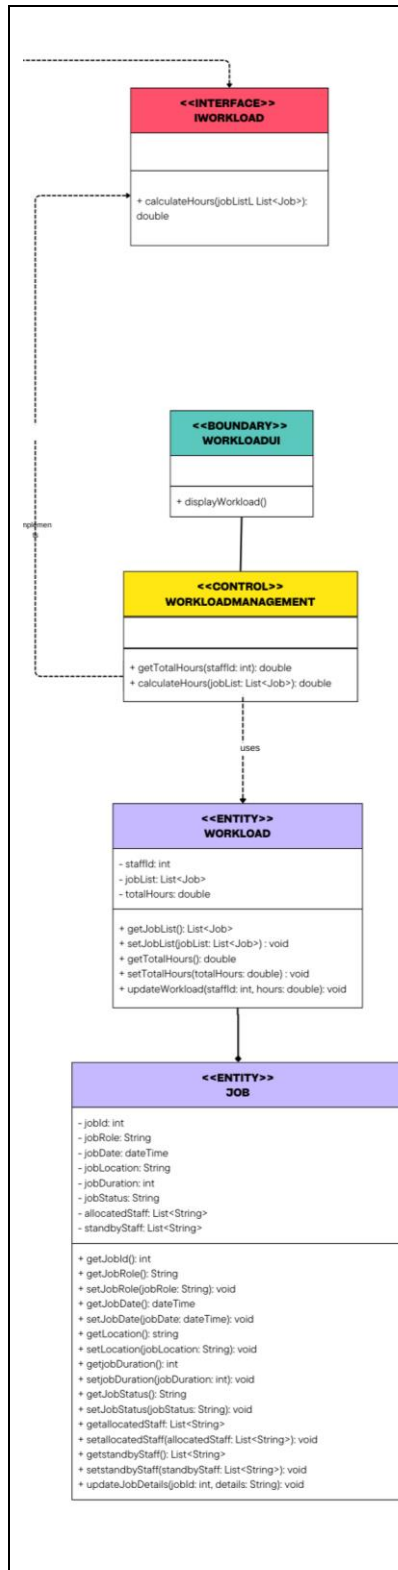 <<INTERFACE>>
IWORKLOAD
+ calculateHours(jobListL List<Job>):
double
<<BOUNDARY>>
WORKLOADUI
+ displayWorkload()
nplemen
ts
<<CONTROL>>
WORKLOADMANAGEMENT
+ getTotalHours(staffId: int): double
+ calculateHours(jobList: List<Job>): double
uses
<<ENTITY>>
WORKLOAD
- staffId: int
- jobList: List<Job>
- totalHours: double
+ getJobList(): List<Job>
+ setJobList(jobList: List<Job>) : void
+ getTotalHours(): double
+ setTotalHours(totalHours: double) : void
+ updateWorkload(staffId: int, hours: double): void
<<ENTITY>>
JOB
- jobId: int
- jobRole: String
- jobDate: dateTime
- jobLocation: String
- jobDuration: int
- jobStatus: String
- allocatedStaff: List<String>
- standbyStaff: List<String>
+ getJobId(): int
+ getJobRole(): String
+ setJobRole(jobRole: String): void
+ getJobDate(): dateTime
+ setJobDate(jobDate: dateTime): void
+ getLocation(): string
+ setLocation(jobLocation: String): void
+ getjobDuration(): int
+ setjobDuration(jobDuration: int): void
+ getJobStatus(): String
+ setJobStatus(jobStatus: String): void
+ getallocatedStaff: List<String>
+ setallocatedStaff(allocatedStaff: List<String>): void
+ getstandbyStaff(): List<String>
+ setstandbyStaff(standbyStaff: List<String>): void
+ updateJobDetails(jobId: int, details: String): void